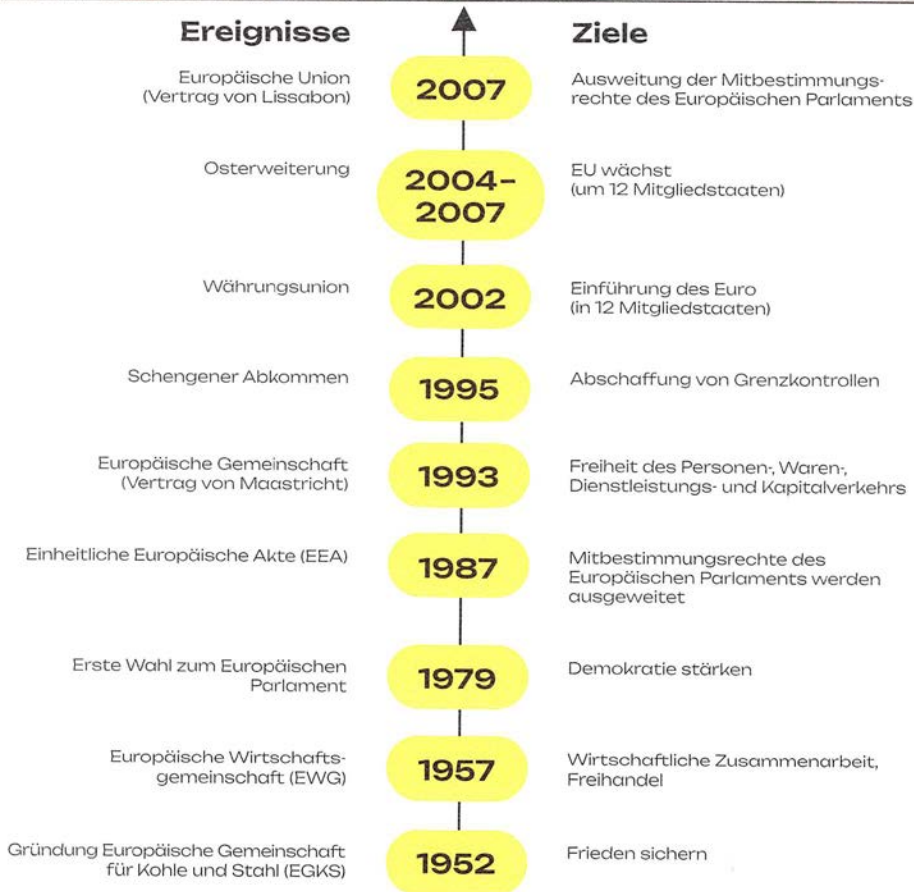 Ereignisse
Ziele
Europäische Union
(Vertrag von Lissabon)
2007
Ausweitung der Mitbestimmungs-
rechte des Europäischen Parlaments
Osterweiterung
2004–
2007
EU wächst
(um 12 Mitgliedstaaten)
Währungsunion
2002
Einführung des Euro
(in 12 Mitgliedstaaten)
Schengener Abkommen
1995
Abschaffung von Grenzkontrollen
Europäische Gemeinschaft
(Vertrag von Maastricht)
1993
Freiheit des Personen-, Waren-,
Dienstleistungs- und Kapitalverkehrs
Einheitliche Europäische Akte (EEA)
1987
Mitbestimmungsrechte des
Europäischen Parlaments werden
ausgeweitet
Erste Wahl zum Europäischen
Parlament
1979
Demokratie stärken
Europäische Wirtschafts-
gemeinschaft (EWG)
1957
Wirtschaftliche Zusammenarbeit,
Freihandel
Gründung Europäische Gemeinschaft
für Kohle und Stahl (EGKS)
1952
Frieden sichern